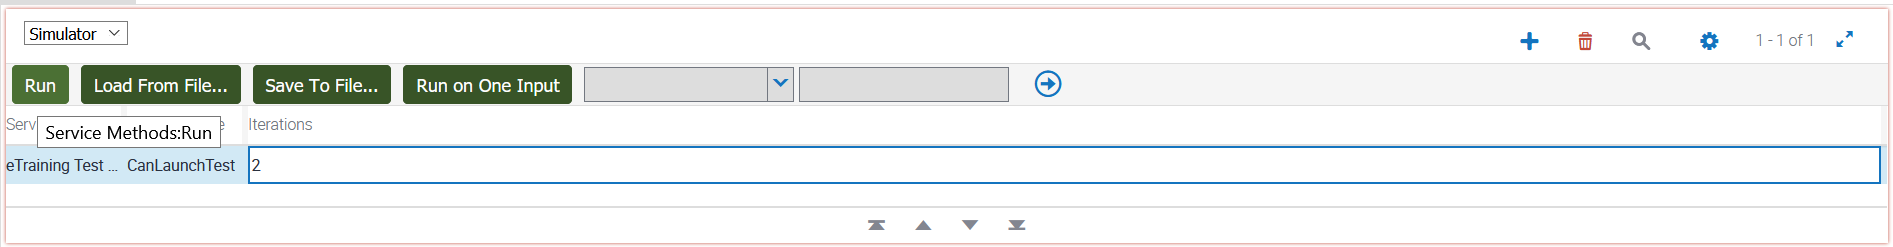 Simulator
1 - 1 of 1
Run Load From File... Save To File... Run on One Input
Serv e Iterations
Service Methods:Run
eTraining Test ... CanLaunchTest 2